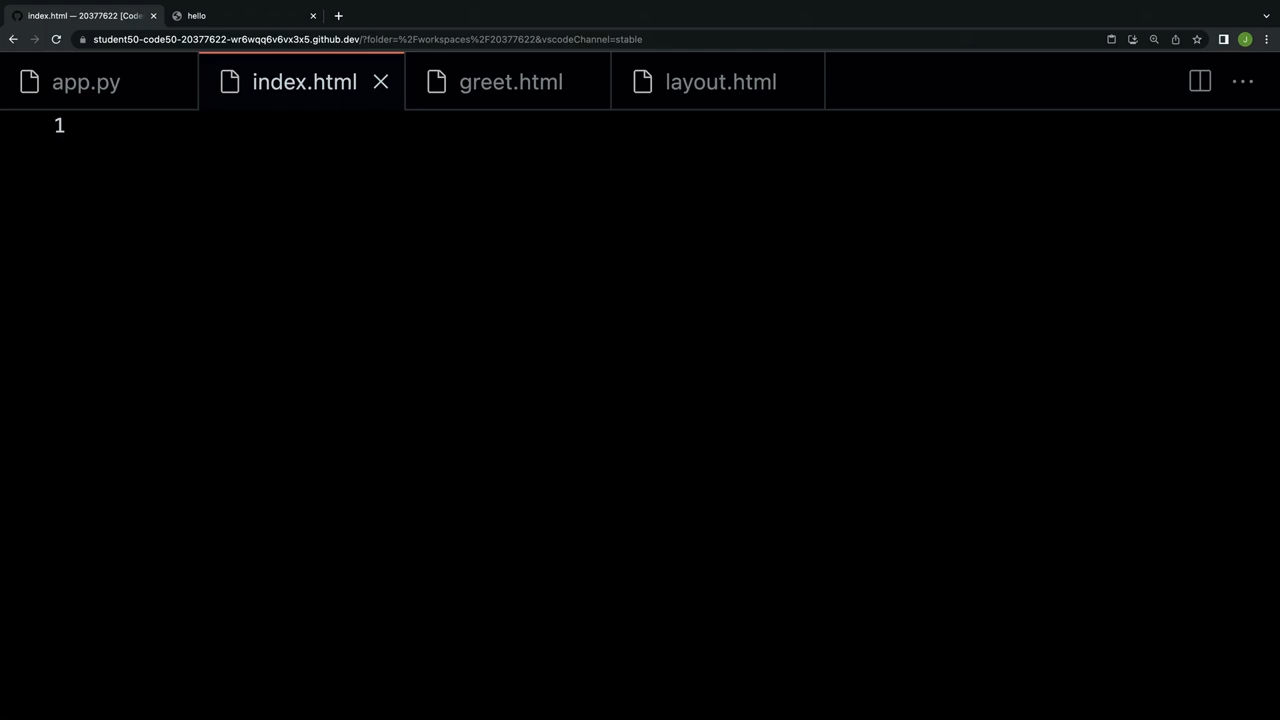 index.html — 20377622 [Code
hello
student50-code50-20377622-wr6wqq6v6vx3x5.github.dev/?folder=%2Fworkspaces%2F20377622&vscodeChannel=stable
J
app.py
index.html
greet.html
layout.html
1